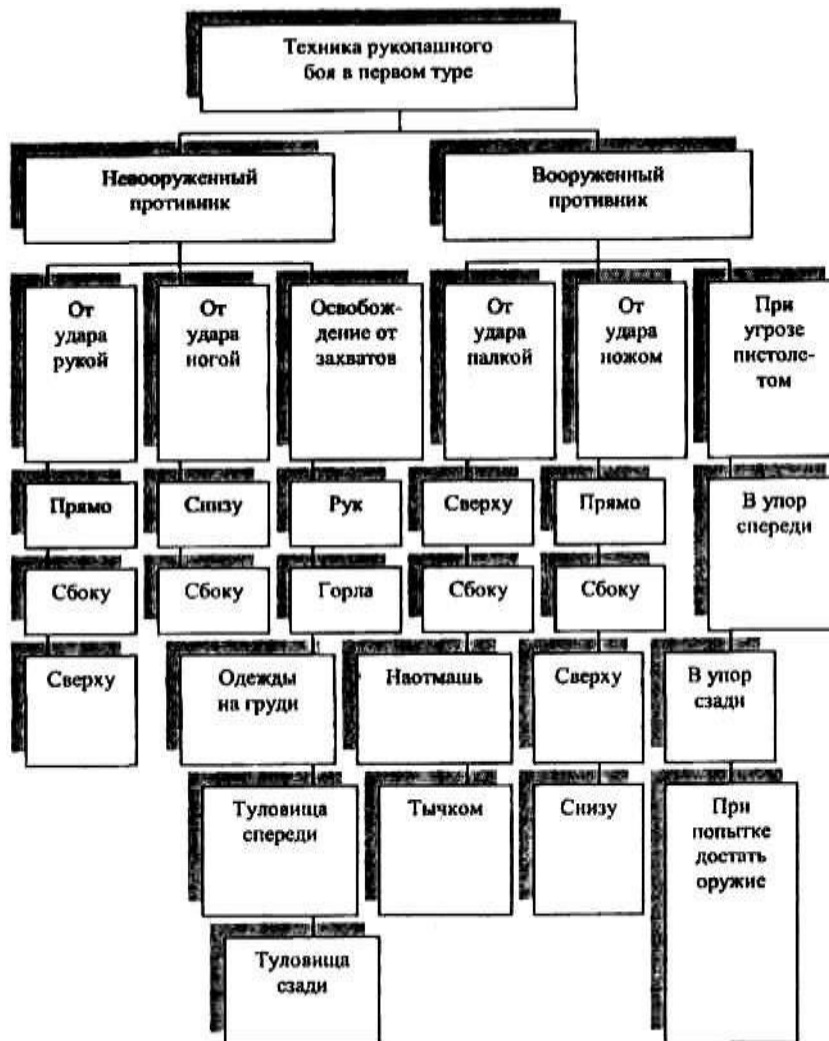 Техника рукопашного
боя в первом туре
Невооруженный
противник
Вооруженный
противник
От
удара
рукой
От
удара
ногой
Освобож-
дение от
захватов
От
удара
палкой
От
удара
ножом
При
угрозе
пистоле-
том
Прямо
Снизу
Рук
Сверху
Прямо
В упор
спереди
Сбоку
Сбоку
Горла
Сбоку
Сбоку
Сверху
Одежды
на груди
Наотмашь
Сверху
В упор
сзади
Туловища
спереди
Тычком
Снизу
При
попытке
достать
оружие
Туловища
сзади